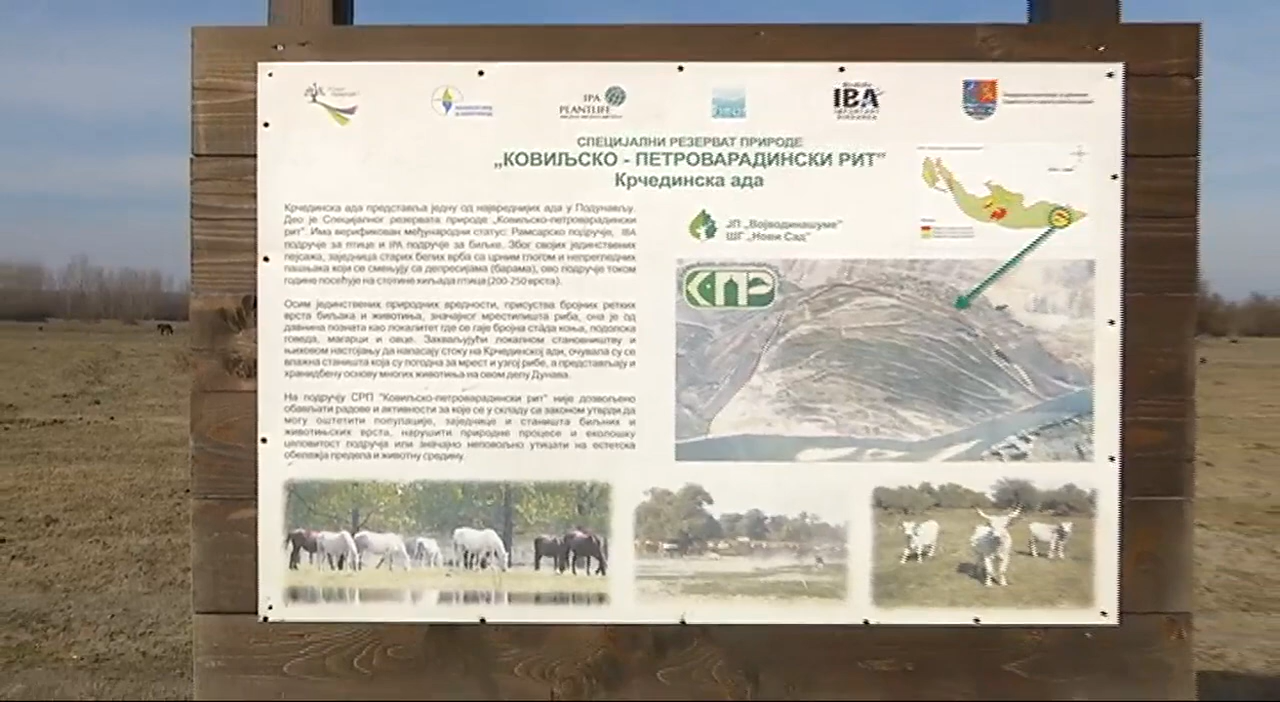 IPA
PLANTLIFE
IBA
СПЕЦИЈАЛНИ РЕЗЕРВАТ ПРИРОДЕ
„КОВИЉСКО - ПЕТРОВАРАДИНСКИ РИТ”
Крчединска ада
Крчединска ада представља једну од највреднијих ада у Подунављу.
Део је Специјалног резервата природе „Ковиљско-петроварадински
рит". Има верификован међународни статус: Рамсарско подручје, IBA
подручје за птице и IPA подручје за биљке. Због својих јединствених
пејсажа, заједница старих белих врба са црним глогом и непрегледних
пашњака који се смењују са депресијама (барама), ово подручје током
године посећује на стотине хиљада птица (200-250 врста).
Осим јединствених природних вредности, присуства бројних ретких
врста биљака и животиња, значајног мрестилишта риба, она је од
давнина позната као локалитет где се гаје бројна стада коња, подолска
говеда, магарци и овце. Захваљујући локалном становништву и
њиховом настојању да напасају стоку на Крчединској ади, очувала су се
влажна станишта која су погодна за мрест и узгој рибе, а представљају и
хранидбену основу многих животиња на овом делу Дунава.
На подручју СРП "Ковиљско-петроварадински рит" није дозвољено
обављати радове и активности за које се у складу са законом утврди да
могу оштетити популације, заједнице и станишта биљних и
животињских врста, нарушити природне процесе и еколошку
целовитост подручја или значајно неповољно утицати на естетска
обележја предела и животну средину.
ЈП „Војводинашуме”
ШГ „Нови Сад”
КПР